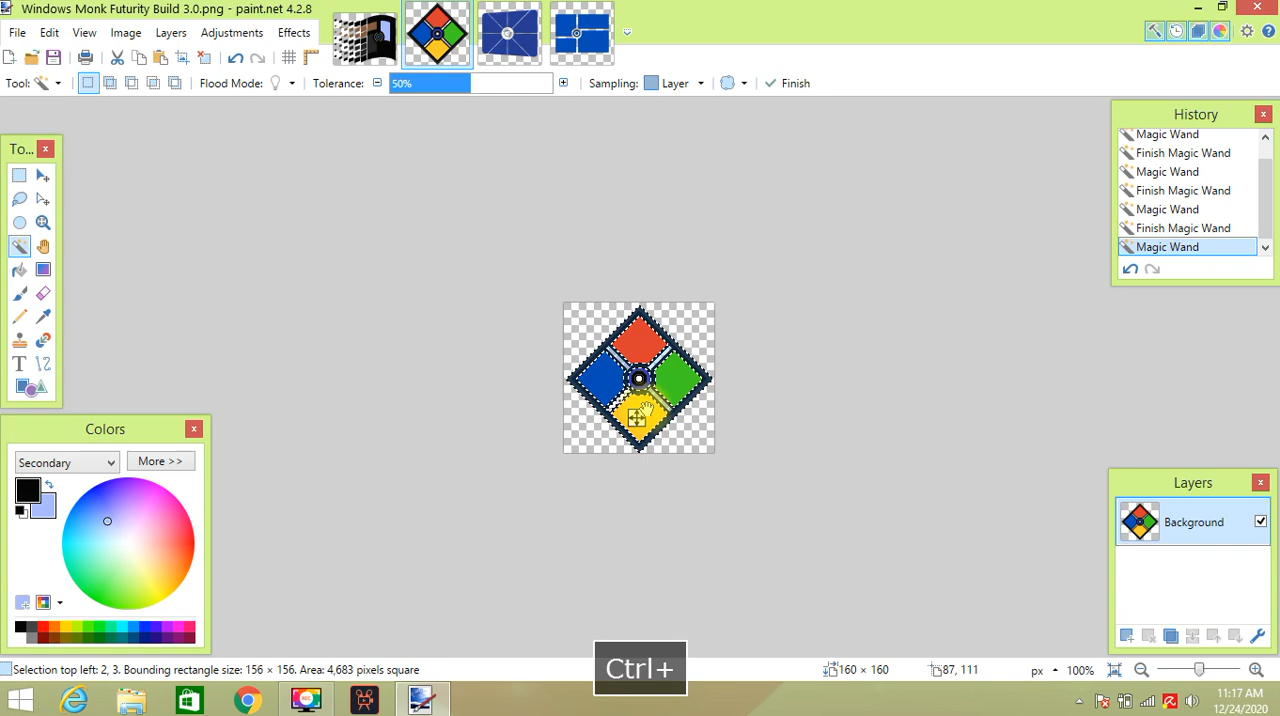 Windows Monk Futurity Build 3.0.png - paint.net 4.2.8
File Edit View Image Layers Adjustments Effects
Tool: Flood Mode: Tolerance: 50% Sampling: Layer Finish
To...
History
Magic Wand
Finish Magic Wand
Magic Wand
Finish Magic Wand
Magic Wand
Finish Magic Wand
Magic Wand
Colors
Secondary More >>
Layers
Background
Ctrl+
Selection top left: 2, 3. Bounding rectangle size: 156 × 156. Area: 4,683 pixels square 160 × 160 87, 111 px 100%
11:17 AM
12/24/2020